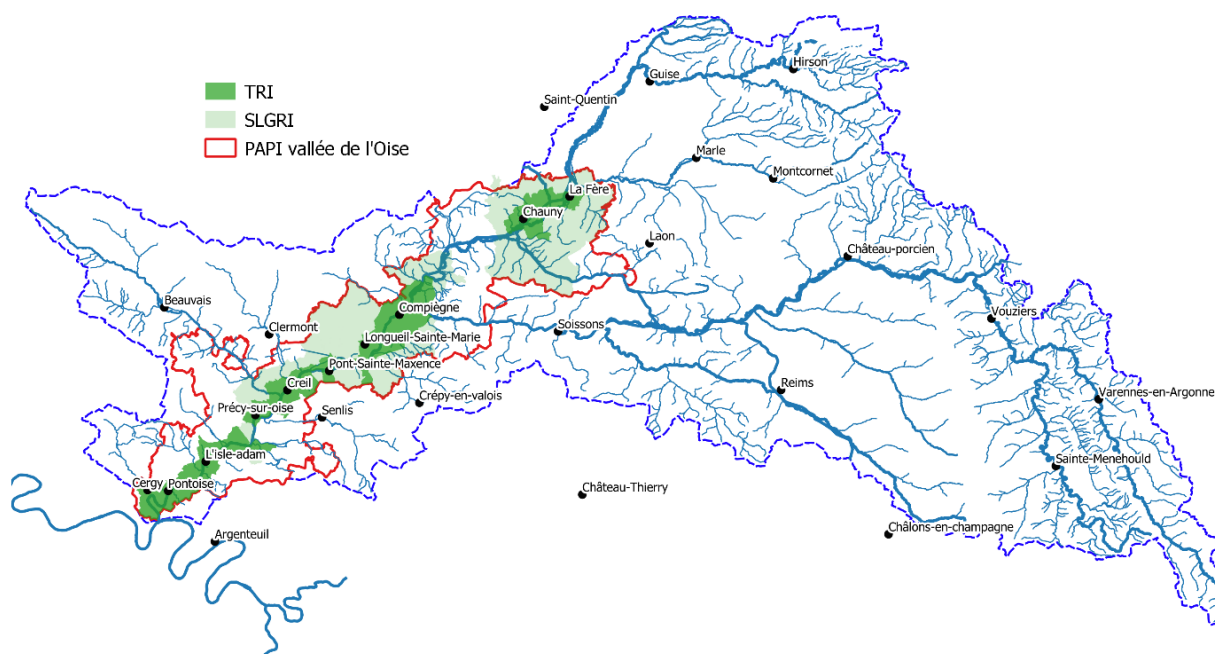 Hirson
Guise
TRI
Saint-Quentin
SLGRI
PAPI vallée de l'Oise
Marle
Montcornet
La Fère
Chauny
Laon
Château-porcien
Beauvais
Compiègne
Vouziers
Clermont
Soissons
Longueil-Sainte-Marie
Pont-Sainte-Maxence
Creil
Reims
Crépy-en-valois
Varennes-en-Argonne
Précy-sur-oise
Senlis
L'isle-adam
Sainte-Menehould
Cergy
Pontoise
Château-Thierry
Châlons-en-champagne
Argenteuil